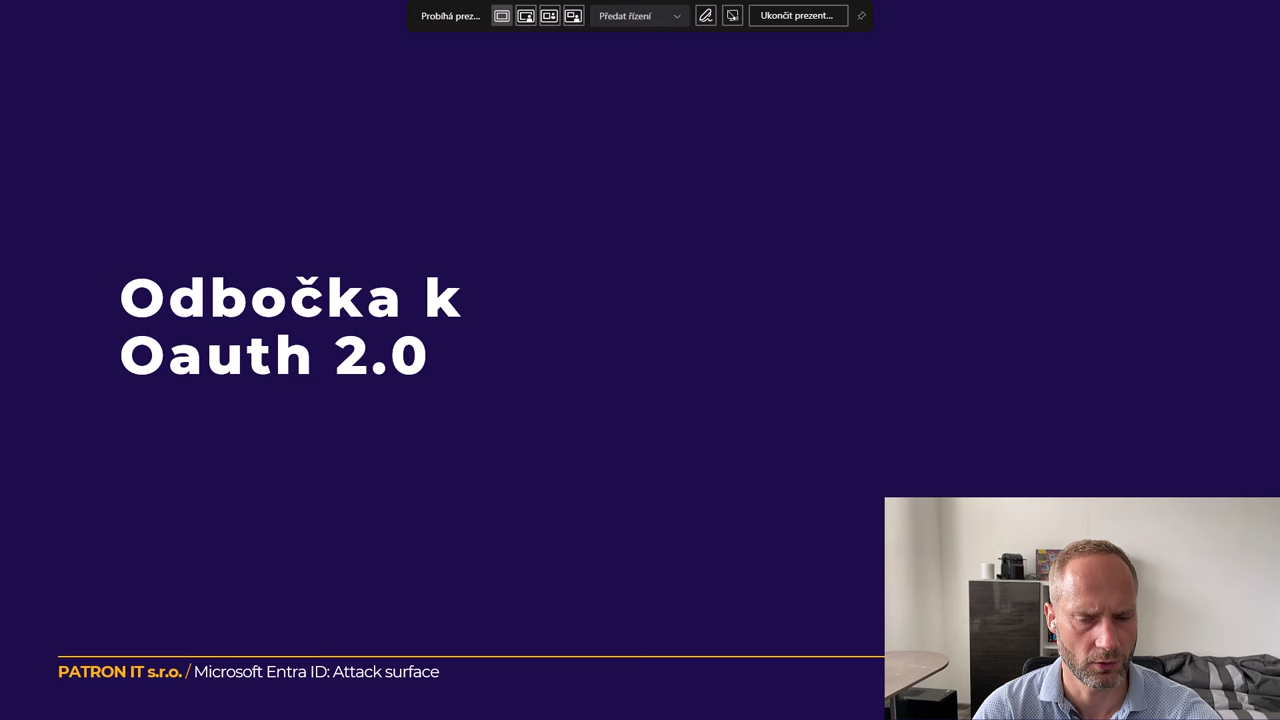 Probíhá prez...
Předat řízení
Ukončit prezent...
Odbočka k
Oauth 2.0
PATRON IT s.r.o. / Microsoft Entra ID: Attack surface